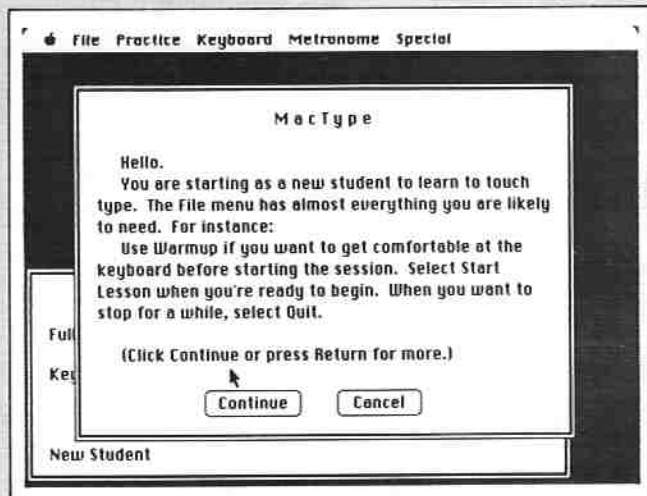 File Practice Keyboard Metronome Special
MacType
Hello.
You are starting as a new student to learn to touch
type. The File menu has almost everything you are likely
to need. For instance:
Use Warmup if you want to get comfortable at the
keyboard before starting the session. Select Start
Lesson when you're ready to begin. When you want to
stop for a while, select Quit.
(Click Continue or press Return for more.)
Continue Cancel
Full
Key
New Student